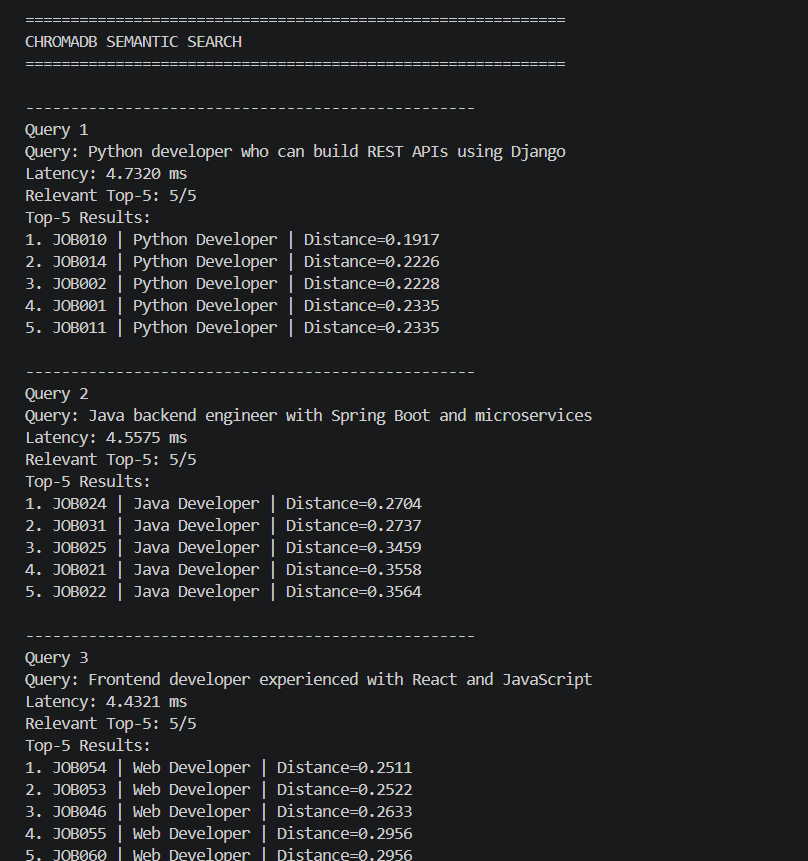 ============================================================
CHROMADB SEMANTIC SEARCH
============================================================
--------------------------------------------------
Query 1
Query: Python developer who can build REST APIs using Django
Latency: 4.7320 ms
Relevant Top-5: 5/5
Top-5 Results:
1. JOB010 | Python Developer | Distance=0.1917
2. JOB014 | Python Developer | Distance=0.2226
3. JOB002 | Python Developer | Distance=0.2228
4. JOB001 | Python Developer | Distance=0.2335
5. JOB011 | Python Developer | Distance=0.2335
--------------------------------------------------
Query 2
Query: Java backend engineer with Spring Boot and microservices
Latency: 4.5575 ms
Relevant Top-5: 5/5
Top-5 Results:
1. JOB024 | Java Developer | Distance=0.2704
2. JOB031 | Java Developer | Distance=0.2737
3. JOB025 | Java Developer | Distance=0.3459
4. JOB021 | Java Developer | Distance=0.3558
5. JOB022 | Java Developer | Distance=0.3564
--------------------------------------------------
Query 3
Query: Frontend developer experienced with React and JavaScript
Latency: 4.4321 ms
Relevant Top-5: 5/5
Top-5 Results:
1. JOB054 | Web Developer | Distance=0.2511
2. JOB053 | Web Developer | Distance=0.2522
3. JOB046 | Web Developer | Distance=0.2633
4. JOB055 | Web Developer | Distance=0.2956
5. JOB060 | Web Developer | Distance=0.2956